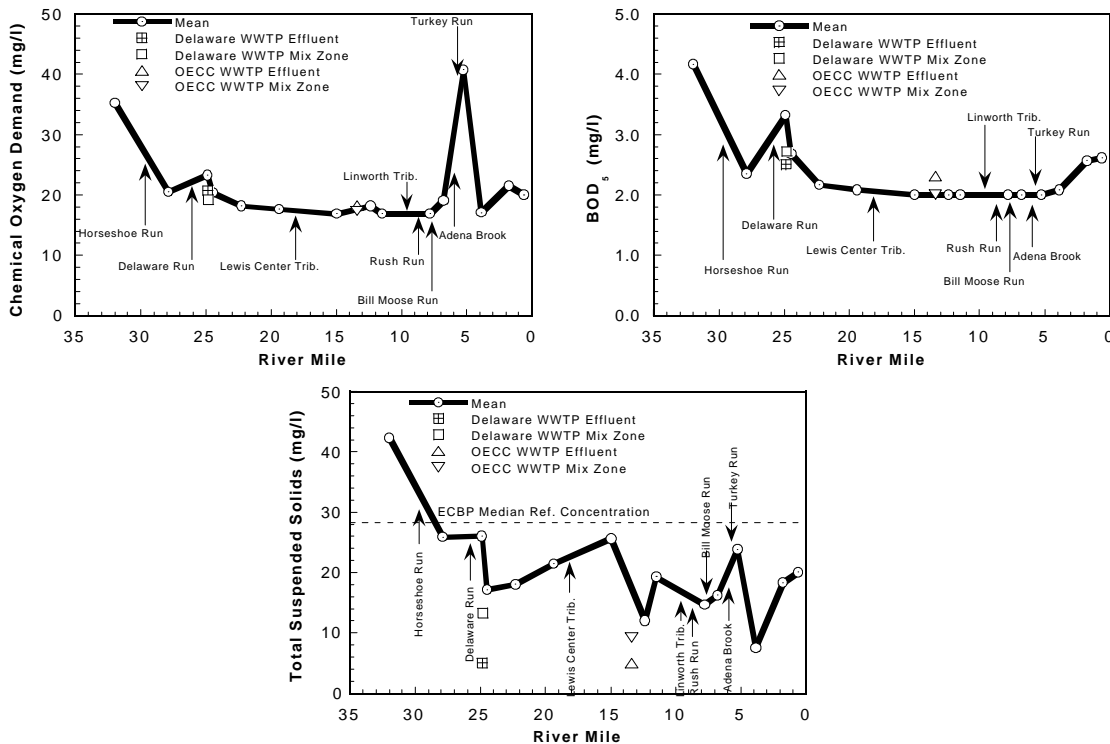 Chemical Oxygen Demand (mg/l)
50
40
30
20
10
0
Mean
Delaware WWTP Effluent
Delaware WWTP Mix Zone
OECC WWTP Effluent
OECC WWTP Mix Zone
Turkey Run
Linworth Trib.
Horseshoe Run
Delaware Run
Lewis Center Trib.
Rush Run
Adena Brook
Bill Moose Run
35 30 25 20 15 10 5 0
River Mile
BOD5 (mg/l)
5.0
4.0
3.0
2.0
1.0
0.0
Mean
Delaware WWTP Effluent
Delaware WWTP Mix Zone
OECC WWTP Effluent
OECC WWTP Mix Zone
Linworth Trib.
Turkey Run
Delaware Run
Horseshoe Run
Lewis Center Trib.
Rush Run
Adena Brook
Bill Moose Run
35 30 25 20 15 10 5 0
River Mile
Total Suspended Solids (mg/l)
50
40
30
20
10
0
Mean
Delaware WWTP Effluent
Delaware WWTP Mix Zone
OECC WWTP Effluent
OECC WWTP Mix Zone
ECBP Median Ref. Concentration
Horseshoe Run
Delaware Run
Lewis Center Trib.
Linworth Trib.
Rush Run
Bill Moose Run
Adena Brook
Turkey Run
35 30 25 20 15 10 5 0
River Mile